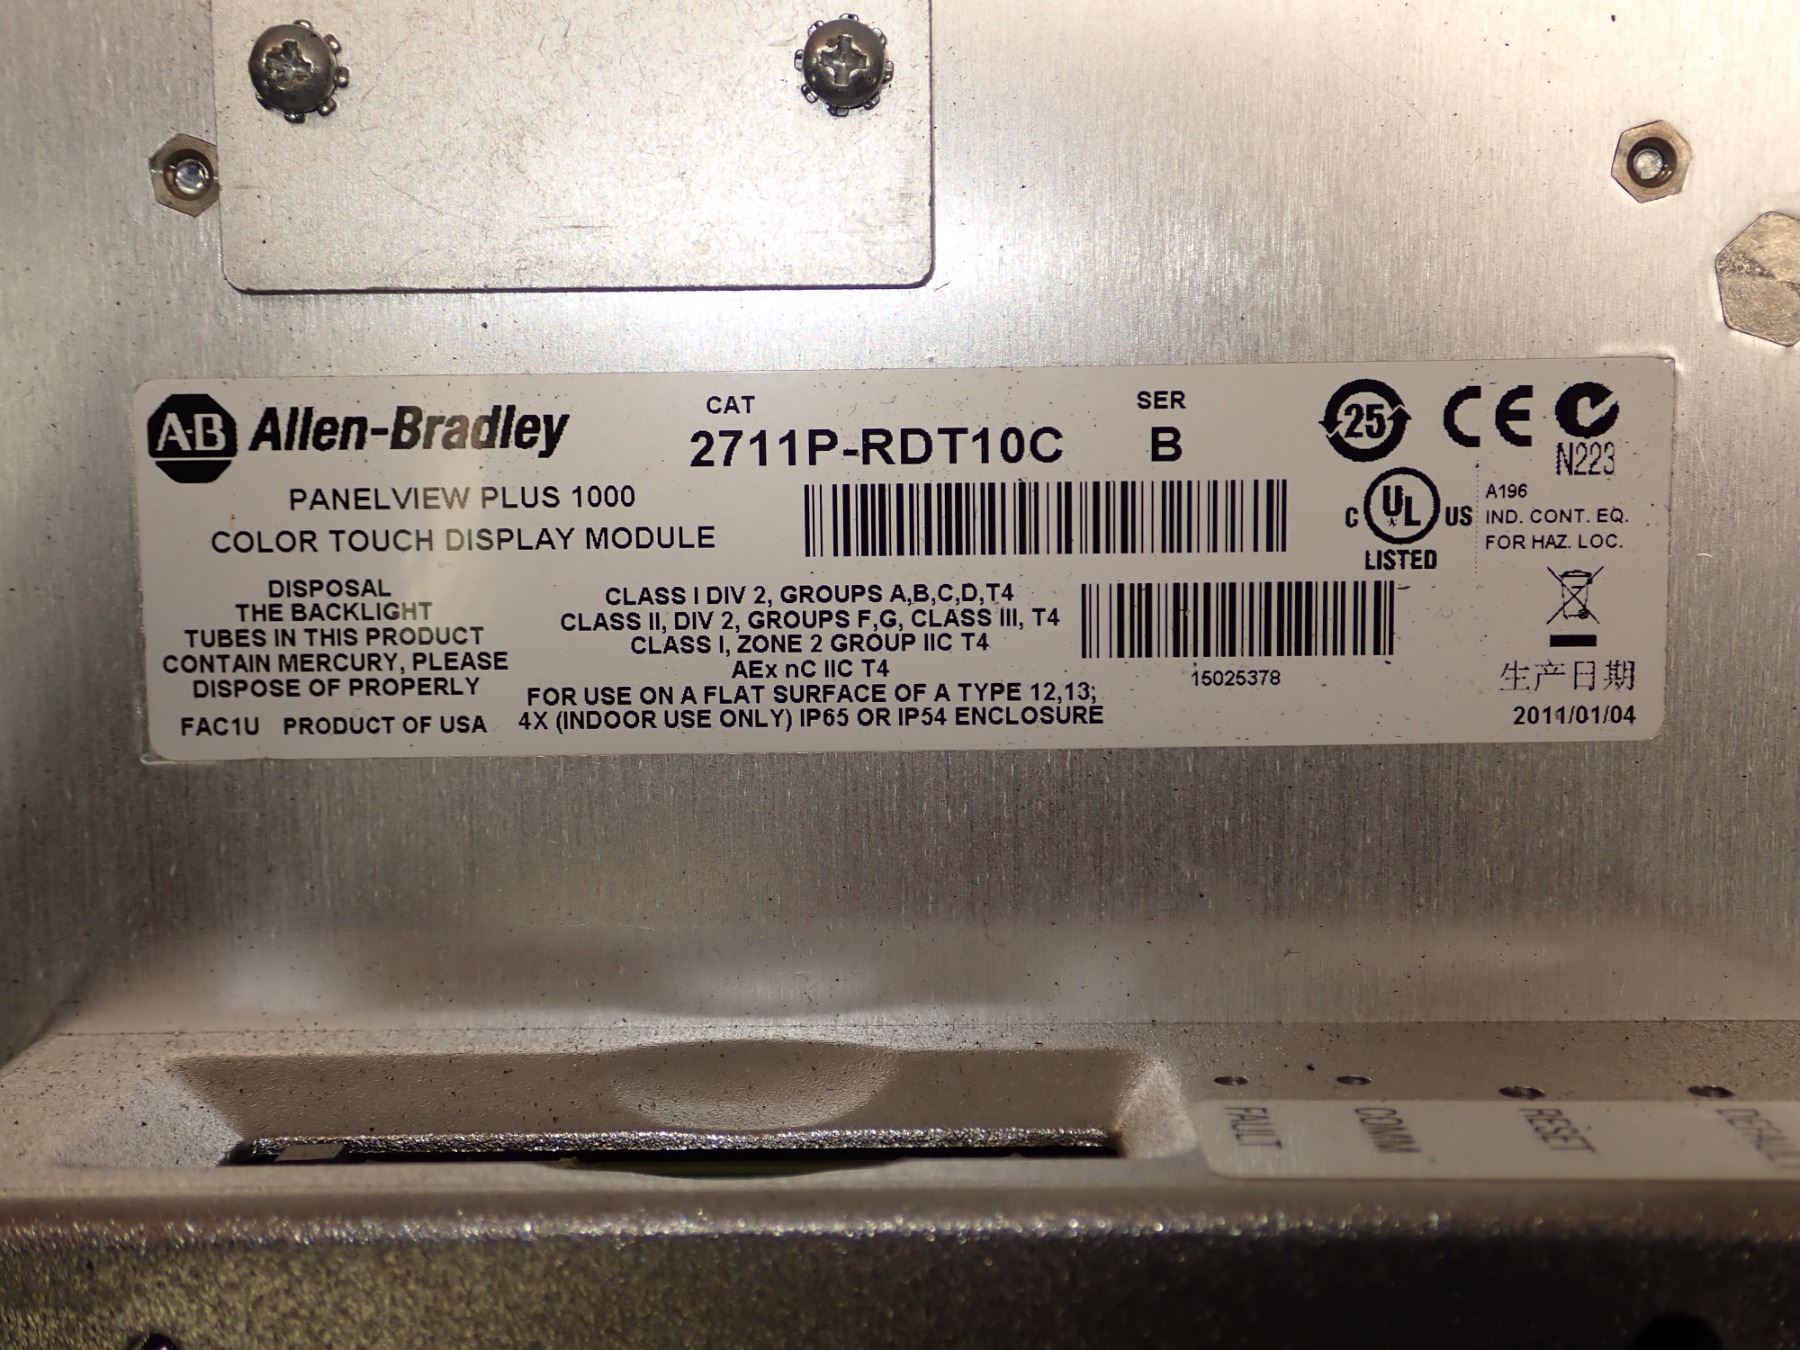 A-B Allen-Bradley
CAT
2711P-RDT10C
SER
B
25
CE
N223
PANELVIEW PLUS 1000
COLOR TOUCH DISPLAY MODULE
C UL US
LISTED
A196
IND. CONT. EQ.
FOR HAZ. LOC.
DISPOSAL
THE BACKLIGHT
TUBES IN THIS PRODUCT
CONTAIN MERCURY, PLEASE
DISPOSE OF PROPERLY
FAC1U PRODUCT OF USA
CLASS I DIV 2, GROUPS A,B,C,D,T4
CLASS II, DIV 2, GROUPS F,G, CLASS III, T4
CLASS I, ZONE 2 GROUP IIC T4
AEx nC IIC T4
FOR USE ON A FLAT SURFACE OF A TYPE 12,13;
4X (INDOOR USE ONLY) IP65 OR IP54 ENCLOSURE
15025378
生产日期
2011/01/04
FAULT
COMM
RESET
DEFAULT